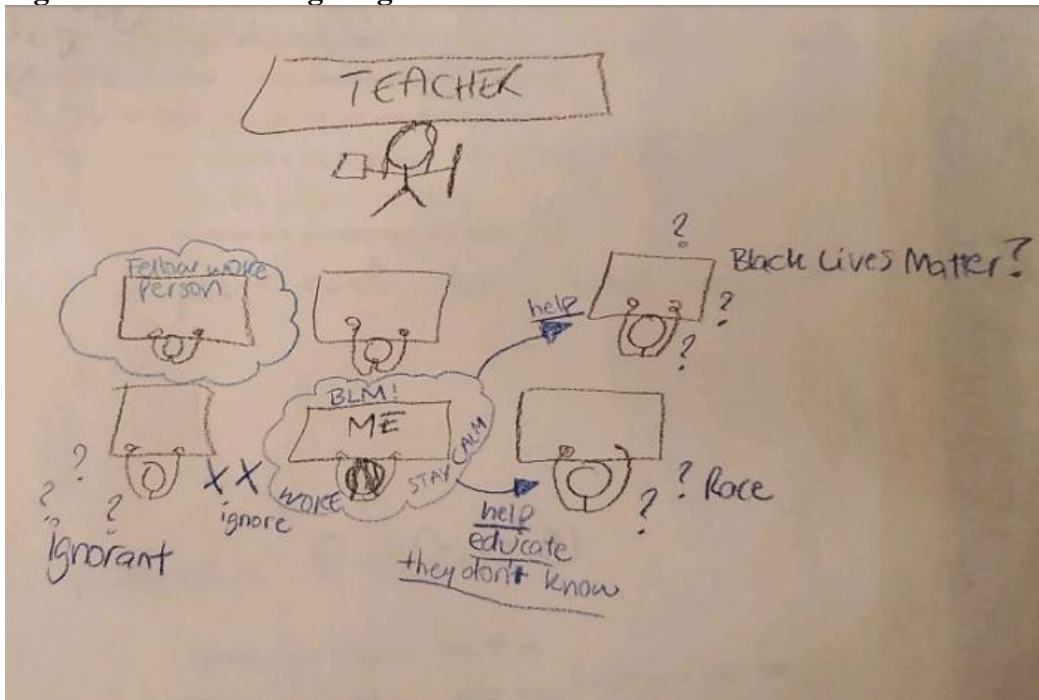 TEACHER
?
Black Lives Matter?
Fellow woke
person
help
?
?
BLM!
ME
STAY CALM
WOKE
X X
ignore
?
?
?
ignorant
? Race
?
help
educate
they don't know